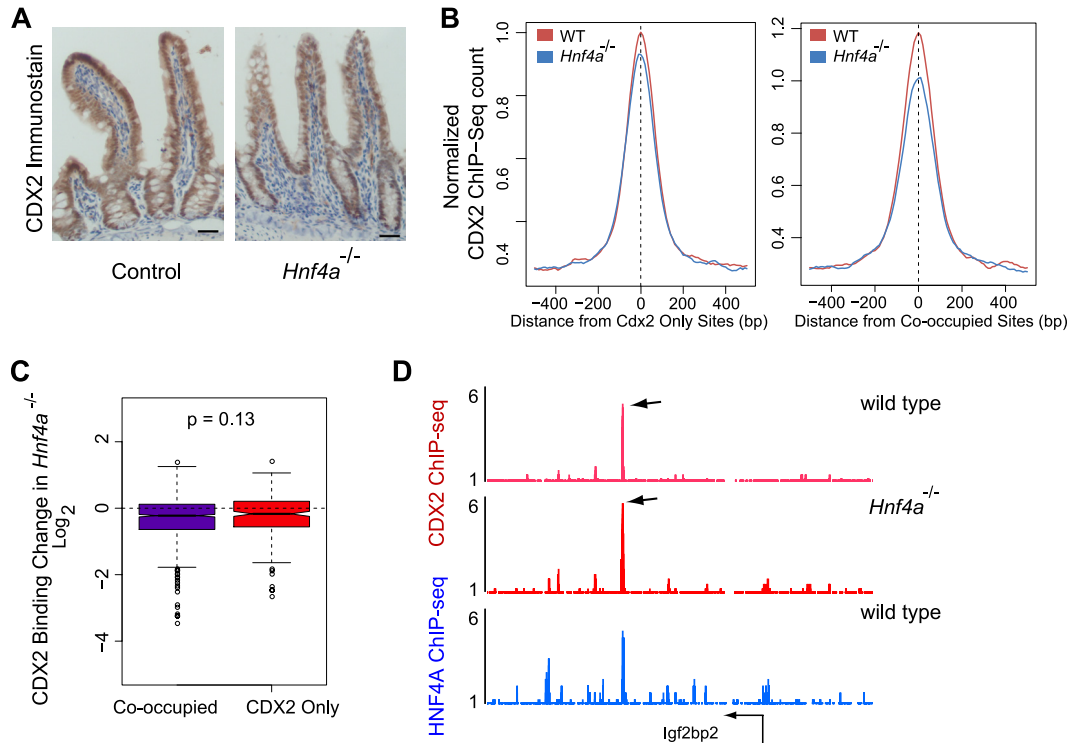 A
CDX2 Immunostain
Control
Hnf4a-/-
B
Normalized
CDX2 ChIP-Seq count
WT
Hnf4a-/-
1.0
0.8
0.6
0.4
−400 −200 0 200 400
Distance from Cdx2 Only Sites (bp)
WT
Hnf4a-/-
1.2
1.0
0.8
0.6
0.4
−400 −200 0 200 400
Distance from Co-occupied Sites (bp)
C
CDX2 Binding Change in Hnf4a-/-
Log2
p = 0.13
2
0
−2
−4
Co-occupied
CDX2 Only
D
CDX2 ChIP-seq
HNF4A ChIP-seq
6
1
wild type
6
1
Hnf4a-/-
6
1
wild type
Igf2bp2